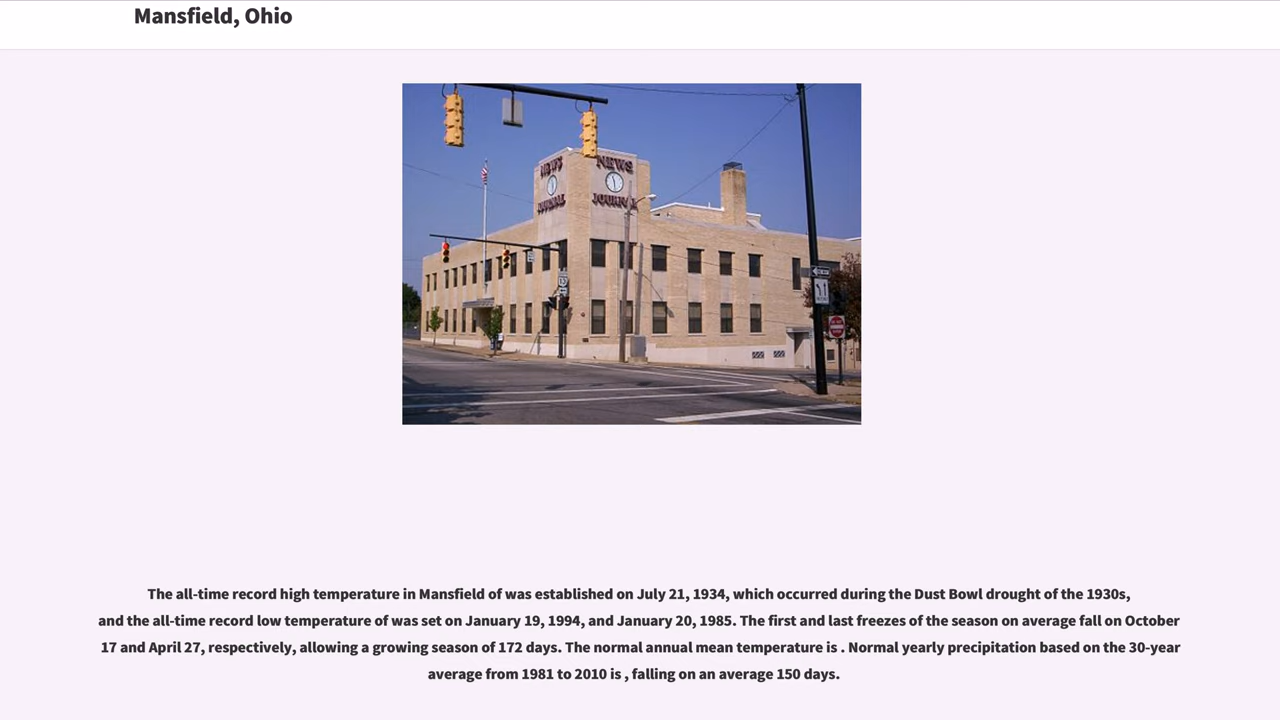 Mansfield, Ohio
NEWS NEWS
JOURNAL JOURNAL
The all-time record high temperature in Mansfield of was established on July 21, 1934, which occurred during the Dust Bowl drought of the 1930s,
and the all-time record low temperature of was set on January 19, 1994, and January 20, 1985. The first and last freezes of the season on average fall on October
17 and April 27, respectively, allowing a growing season of 172 days. The normal annual mean temperature is . Normal yearly precipitation based on the 30-year
average from 1981 to 2010 is , falling on an average 150 days.